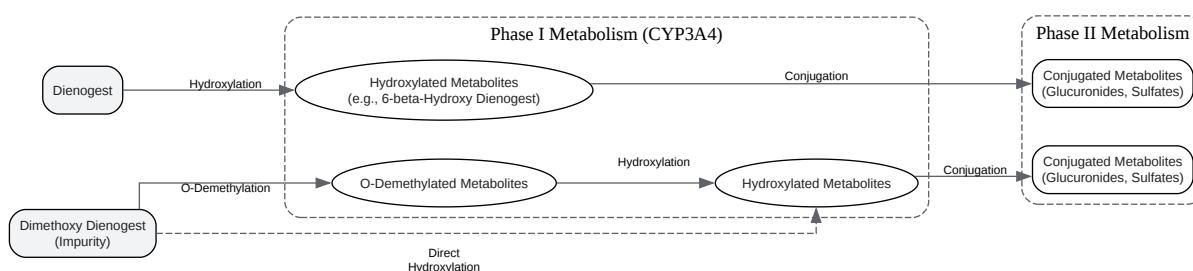 Phase I Metabolism (CYP3A4)
Phase II Metabolism
Dienogest
Hydroxylation
Hydroxylated Metabolites
(e.g., 6-beta-Hydroxy Dienogest)
Conjugation
Conjugated Metabolites
(Glucuronides, Sulfates)
Dimethoxy Dienogest
(Impurity)
O-Demethylation
O-Demethylated Metabolites
Hydroxylation
Hydroxylated Metabolites
Conjugation
Conjugated Metabolites
(Glucuronides, Sulfates)
Direct
Hydroxylation